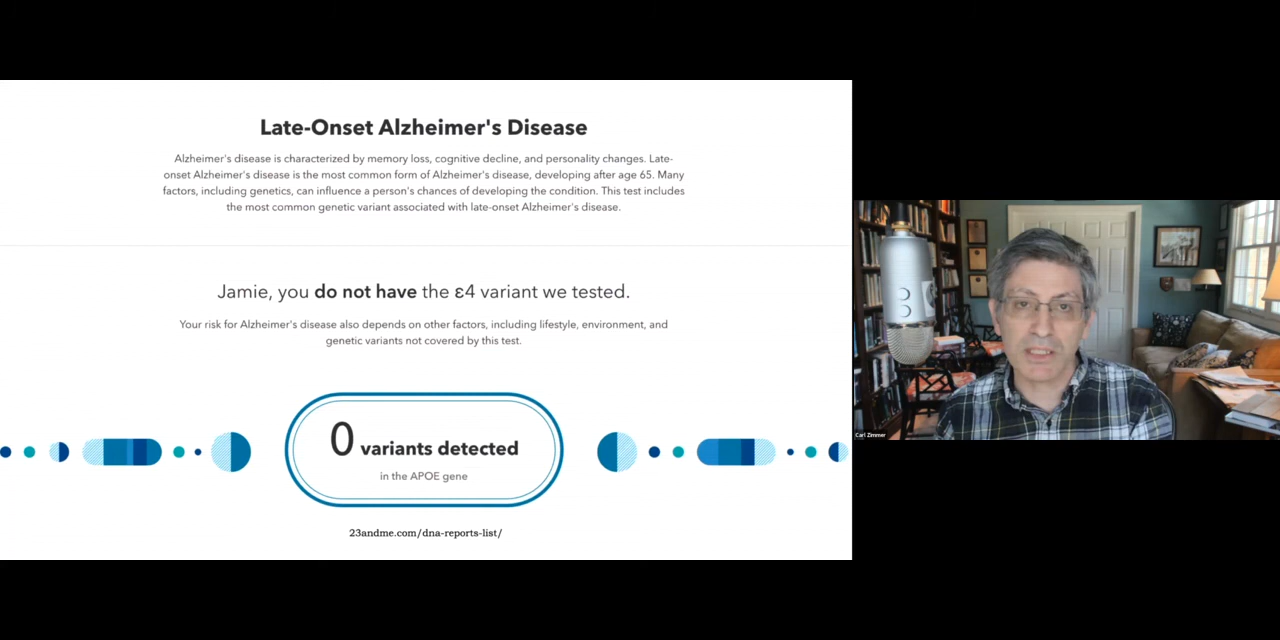 Late-Onset Alzheimer's Disease
Alzheimer's disease is characterized by memory loss, cognitive decline, and personality changes. Late-
onset Alzheimer's disease is the most common form of Alzheimer's disease, developing after age 65. Many
factors, including genetics, can influence a person's chances of developing the condition. This test includes
the most common genetic variant associated with late-onset Alzheimer's disease.
Jamie, you do not have the ε4 variant we tested.
Your risk for Alzheimer's disease also depends on other factors, including lifestyle, environment, and
genetic variants not covered by this test.
0 variants detected
in the APOE gene
23andme.com/dna-reports-list/
Carl Zimmer